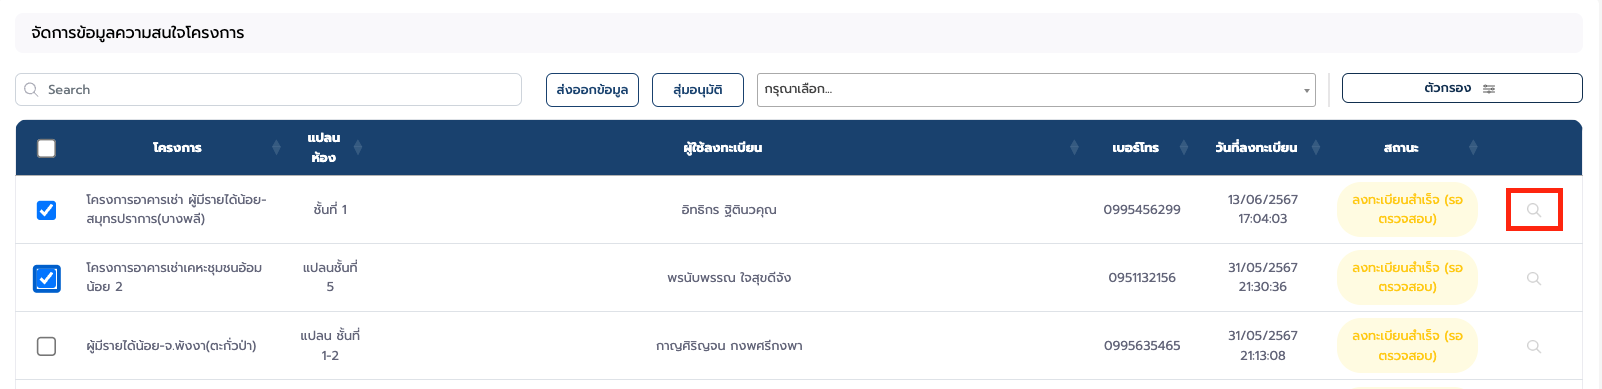 จัดการข้อมูลความสนใจโครงการ
Search
ส่งออกข้อมูล
สุ่มอนุมัติ
กรุณาเลือก...
ตัวกรอง
โครงการ
แปลน
ห้อง
ผู้ใช้ลงทะเบียน
เบอร์โทร
วันที่ลงทะเบียน
สถานะ
โครงการอาคารเช่า ผู้มีรายได้น้อย-
สมุทรปราการ(บางพลี)
ชั้นที่ 1
อิทธิกร ฐิตินวคุณ
0995456299
13/06/2567
17:04:03
ลงทะเบียนสำเร็จ (รอ
ตรวจสอบ)
โครงการอาคารเช่าเคหะชุมชนอ้อม
น้อย 2
แปลนชั้นที่
5
พรนับพรรณ ใจสุขดีจัง
0951132156
31/05/2567
21:30:36
ลงทะเบียนสำเร็จ (รอ
ตรวจสอบ)
ผู้มีรายได้น้อย-จ.พังงา(ตะกั่วป่า)
แปลน ชั้นที่
1-2
กาญศิริญจน กงพศรีกงพา
0995635465
31/05/2567
21:13:08
ลงทะเบียนสำเร็จ (รอ
ตรวจสอบ)